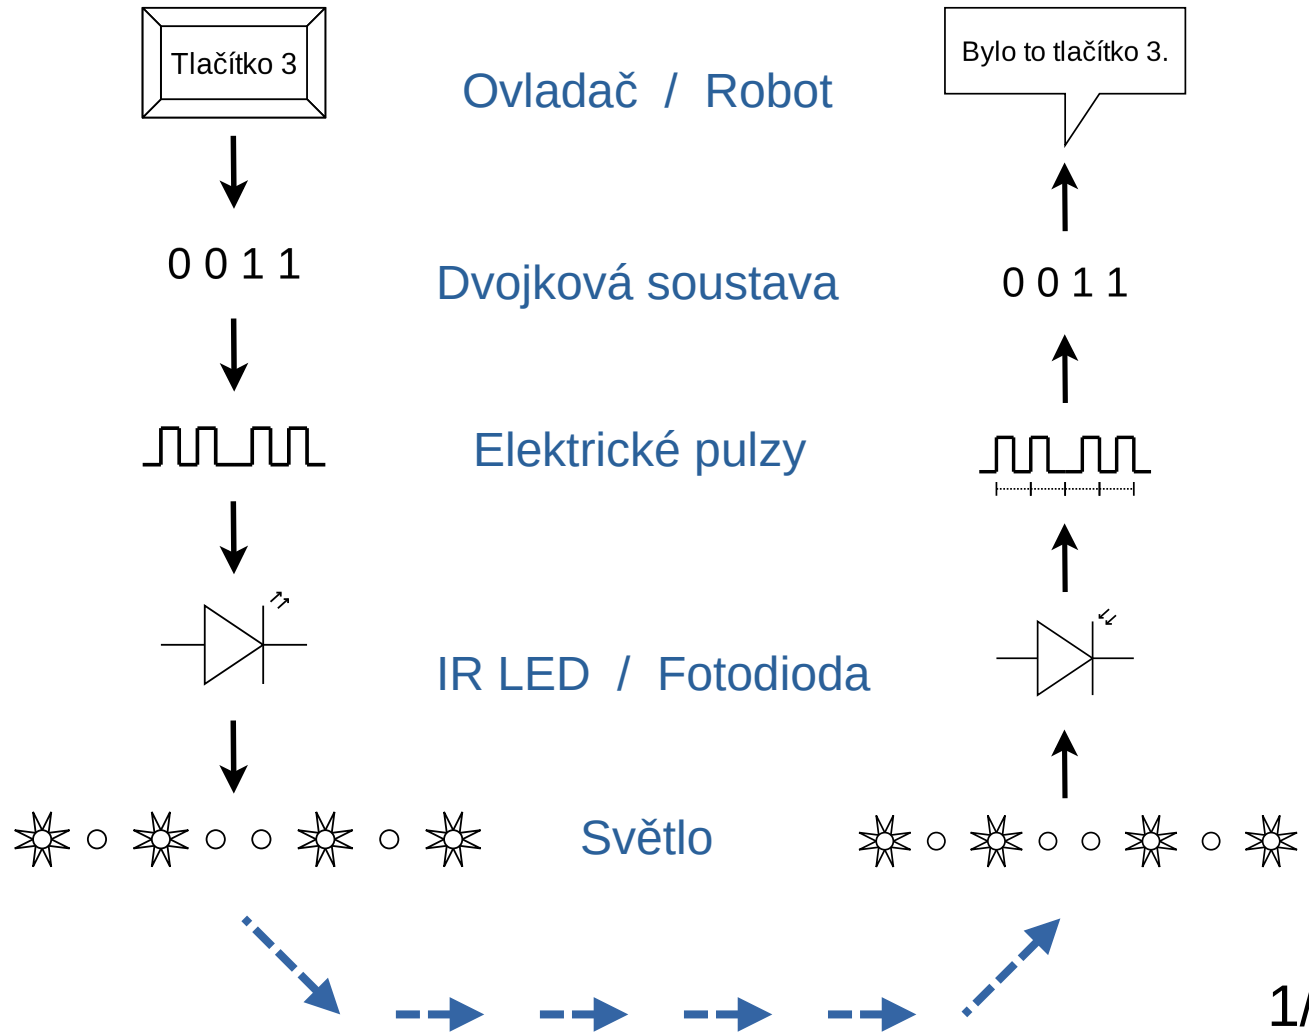 Tlačítko 3
Ovladač / Robot
Bylo to tlačítko 3.
0 0 1 1
Dvojková soustava
0 0 1 1
Elektrické pulzy
IR LED / Fotodioda
Světlo
1/